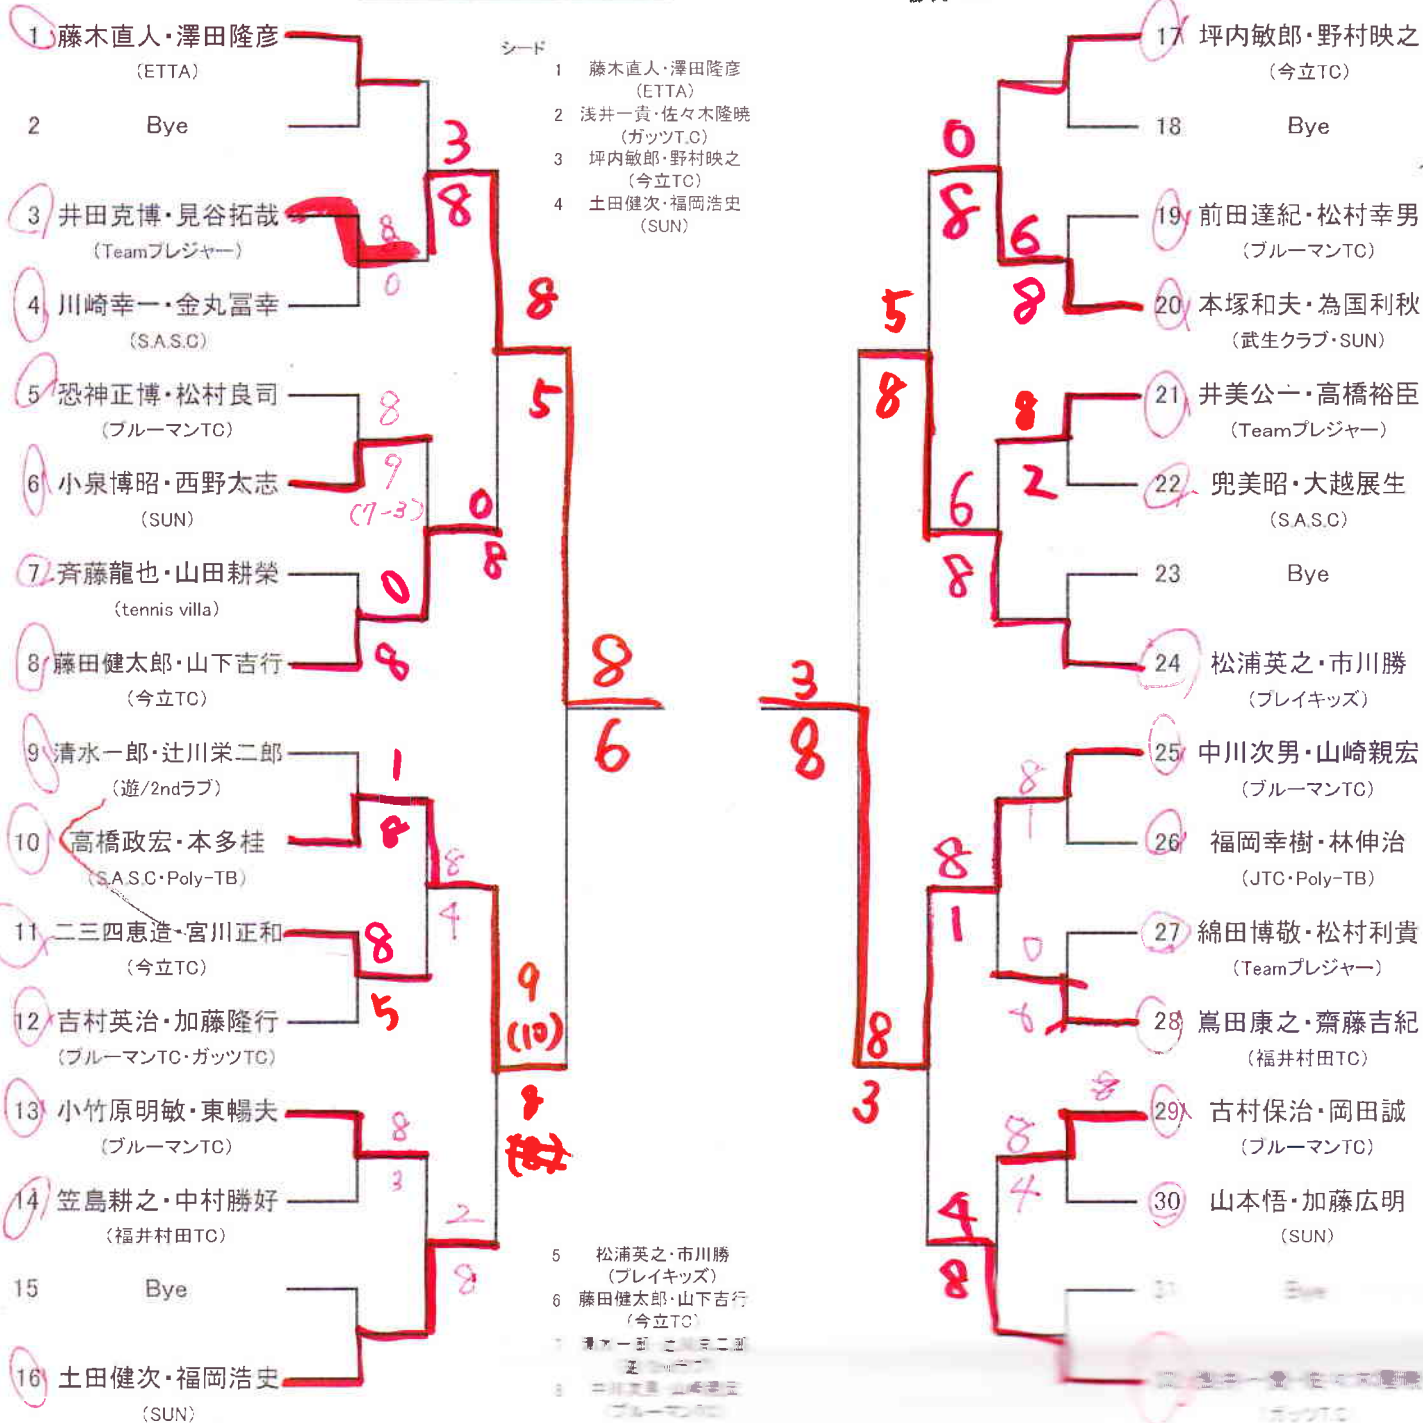 1 藤木直人・澤田隆彦
(ETTA)
2 Bye
3 井田克博・見谷拓哉
(Teamプレジャー)
4 川崎幸一・金丸冨幸
(S.A.S.C)
5 恐神正博・松村良司
(ブルーマンTC)
6 小泉博昭・西野太志
(SUN)
7 斉藤龍也・山田耕榮
(tennis villa)
8 藤田健太郎・山下吉行
(今立TC)
9 清水一郎・辻川栄二郎
(遊/2ndラブ)
10 高橋政宏・本多桂
(S.A.S.C・Poly-TB)
11 二三四恵造・宮川正和
(今立TC)
12 吉村英治・加藤隆行
(ブルーマンTC・ガッツTC)
13 小竹原明敏・東暢夫
(ブルーマンTC)
14 笠島耕之・中村勝好
(福井村田TC)
15 Bye
16 土田健次・福岡浩史
(SUN)
8
0
8
9
(7-3)
0
8
1
8
8
5
8
3
3
8
0
8
8
4
2
8
8
5
9
(10)
8
8
6
シード
1 藤木直人・澤田隆彦
(ETTA)
2 浅井一貴・佐々木隆暁
(ガッツT.C)
3 坪内敏郎・野村映之
(今立TC)
4 土田健次・福岡浩史
(SUN)
5 松浦英之・市川勝
(プレイキッズ)
6 藤田健太郎・山下吉行
(今立TC)
3
8
5
8
8
3
0
8
6
8
8
1
4
8
6
8
8
2
8
1
0
8
4
8
17 坪内敏郎・野村映之
(今立TC)
18 Bye
19 前田達紀・松村幸男
(ブルーマンTC)
20 本塚和夫・為国利秋
(武生クラブ・SUN)
21 井美公一・高橋裕臣
(Teamプレジャー)
22 兜美昭・大越展生
(S.A.S.C)
23 Bye
24 松浦英之・市川勝
(プレイキッズ)
25 中川次男・山崎親宏
(ブルーマンTC)
26 福岡幸樹・林伸治
(JTC・Poly-TB)
27 綿田博敬・松村利貴
(Teamプレジャー)
28 嶌田康之・齋藤吉紀
(福井村田TC)
29 古村保治・岡田誠
(ブルーマンTC)
30 山本悟・加藤広明
(SUN)